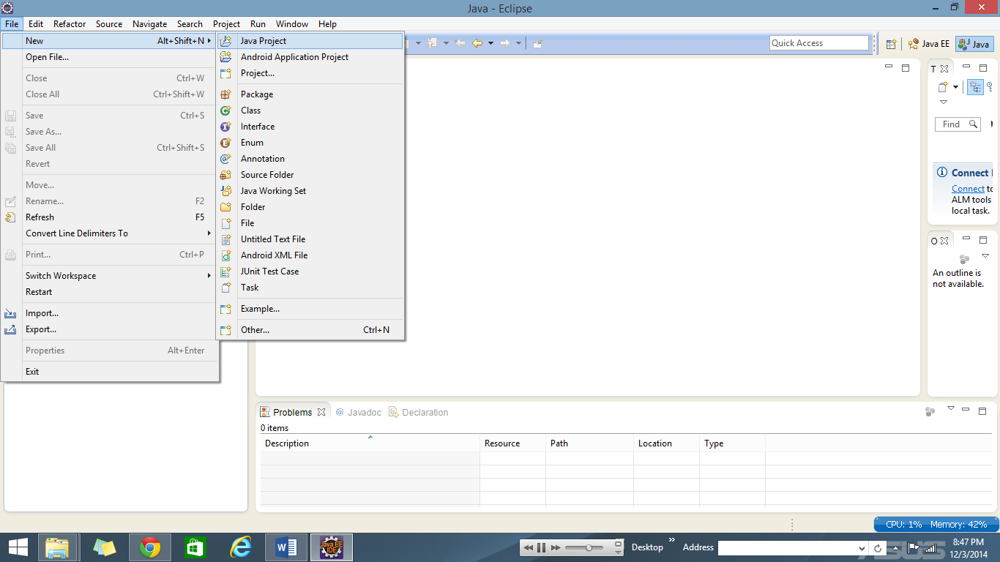 Java - Eclipse
File Edit Refactor Source Navigate Search Project Run Window Help
New Alt+Shift+N
Open File...
Close Ctrl+W
Close All Ctrl+Shift+W
Save Ctrl+S
Save As...
Save All Ctrl+Shift+S
Revert
Move...
Rename... F2
Refresh F5
Convert Line Delimiters To
Print... Ctrl+P
Switch Workspace
Restart
Import...
Export...
Properties Alt+Enter
Exit
Java Project
Android Application Project
Project...
Package
Class
Interface
Enum
Annotation
Source Folder
Java Working Set
Folder
File
Untitled Text File
Android XML File
JUnit Test Case
Task
Example...
Other... Ctrl+N
Quick Access
Java EE
Java
T
Find
Connect
Connect to
ALM tools
local task.
O
An outline is
not available.
Problems @ Javadoc Declaration
0 items
Description Resource Path Location Type
CPU: 1% Memory: 42%
Java EE
IDE
Desktop
Address
ASUS
8:47 PM
12/3/2014